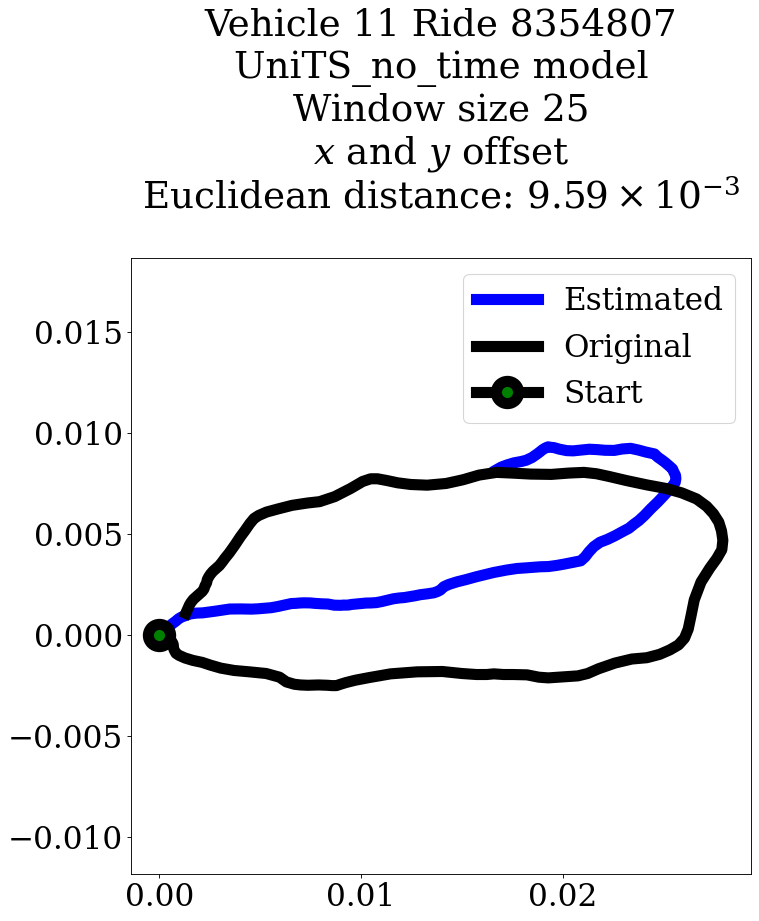 Vehicle 11 Ride 8354807
UniTS_no_time model
Window size 25
x and y offset
Euclidean distance: 9.59 × 10⁻³
Estimated
Original
Start
0.015
0.010
0.005
0.000
−0.005
−0.010
0.00 0.01 0.02